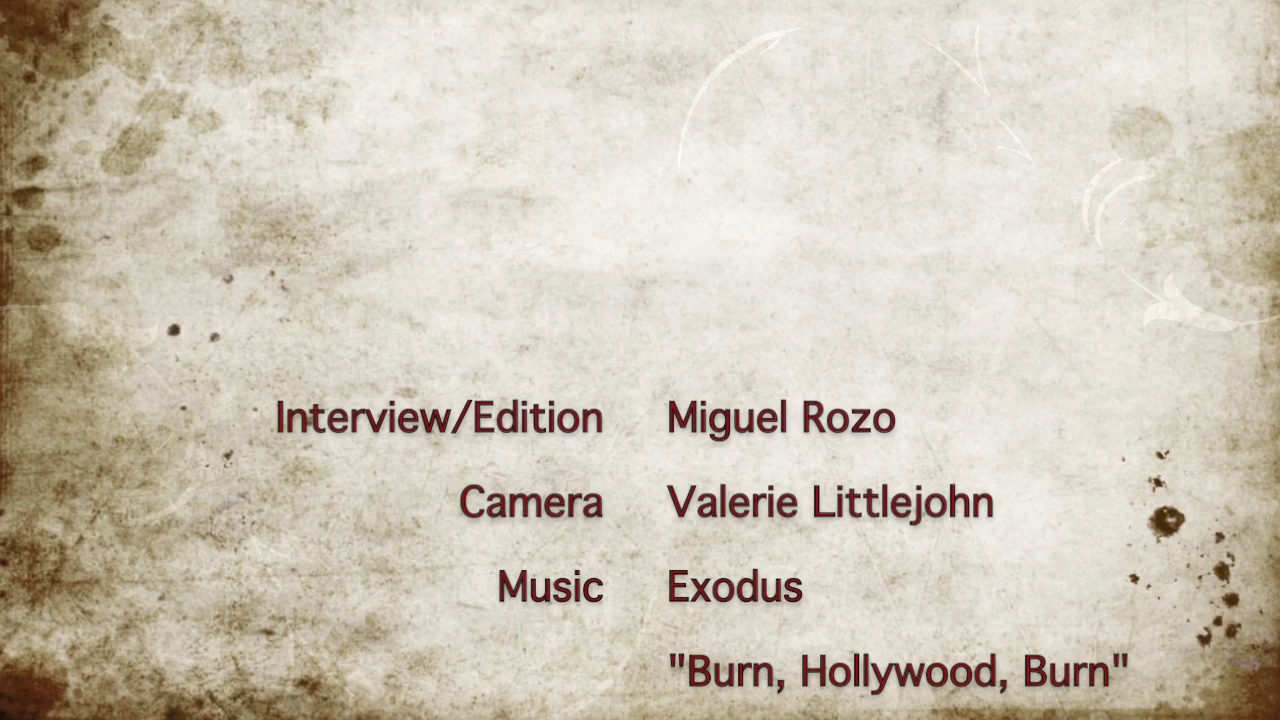 Interview/Edition Miguel Rozo
Camera Valerie Littlejohn
Music Exodus
"Burn, Hollywood, Burn"